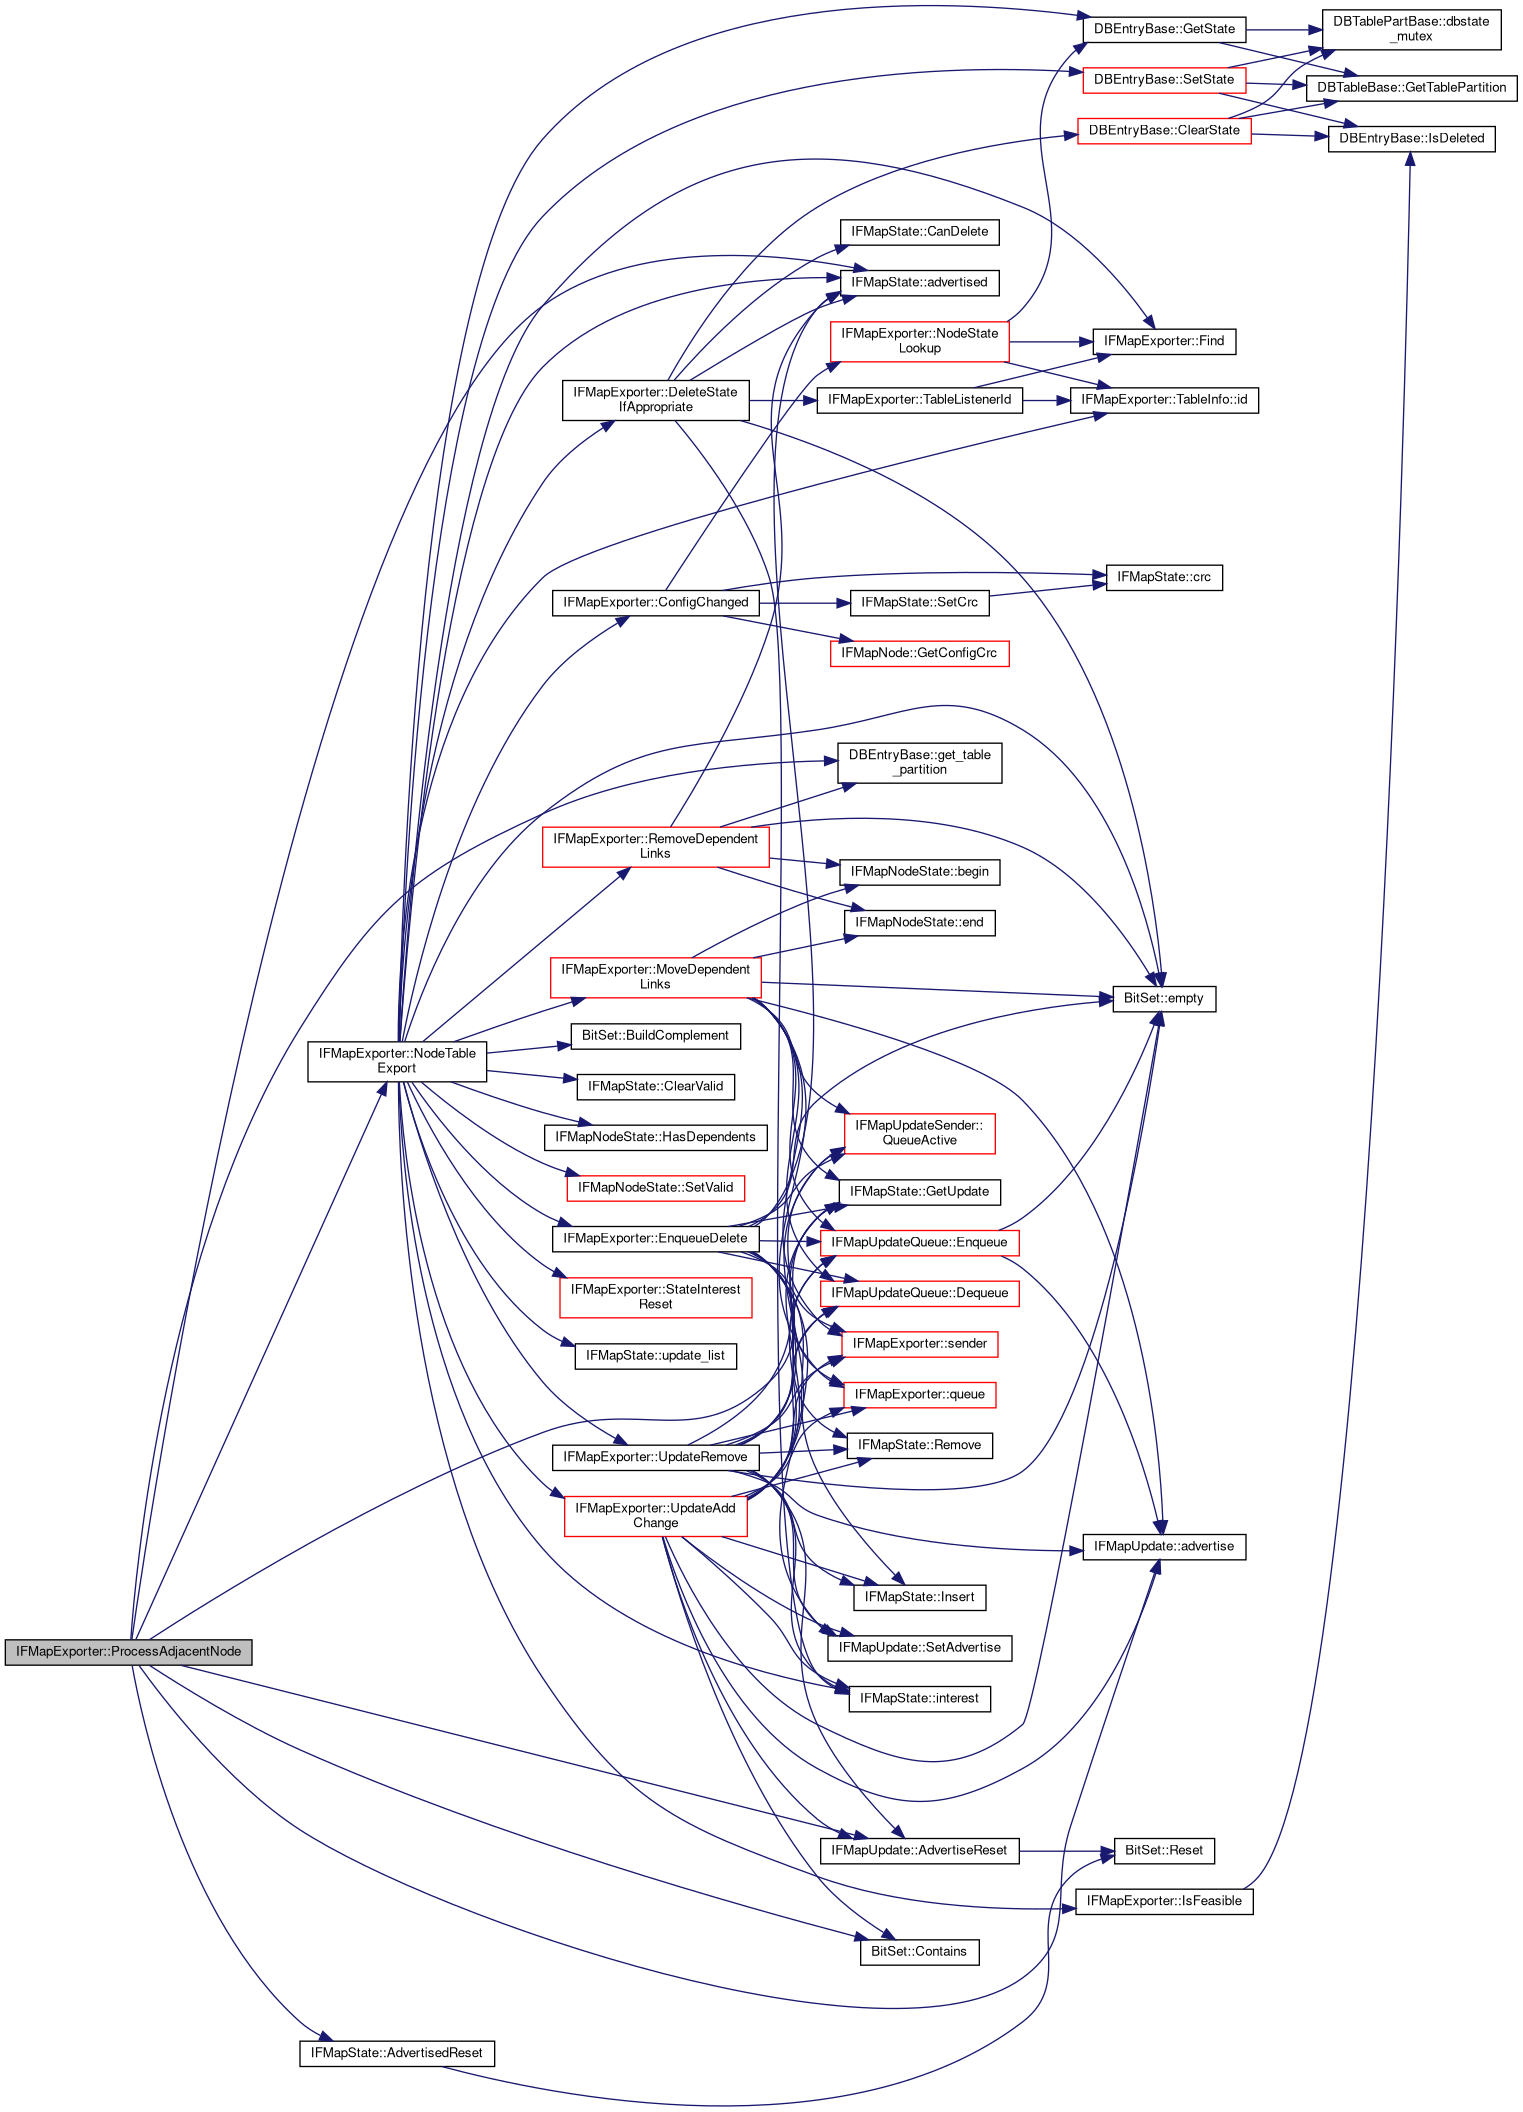 DBEntryBase::GetState
DBTablePartBase::dbstate
_mutex
DBEntryBase::SetState
DBTableBase::GetTablePartition
DBEntryBase::ClearState
DBEntryBase::IsDeleted
IFMapState::CanDelete
IFMapState::advertised
IFMapExporter::NodeState
Lookup
IFMapExporter::Find
IFMapExporter::DeleteState
IfAppropriate
IFMapExporter::TableListenerId
IFMapExporter::TableInfo::id
IFMapState::crc
IFMapExporter::ConfigChanged
IFMapState::SetCrc
IFMapNode::GetConfigCrc
DBEntryBase::get_table
_partition
IFMapExporter::RemoveDependent
Links
IFMapNodeState::begin
IFMapNodeState::end
IFMapExporter::MoveDependent
Links
BitSet::empty
BitSet::BuildComplement
IFMapExporter::NodeTable
Export
IFMapState::ClearValid
IFMapNodeState::HasDependents
IFMapUpdateSender::
QueueActive
IFMapNodeState::SetValid
IFMapState::GetUpdate
IFMapExporter::EnqueueDelete
IFMapUpdateQueue::Enqueue
IFMapExporter::StateInterest
Reset
IFMapUpdateQueue::Dequeue
IFMapState::update_list
IFMapExporter::sender
IFMapExporter::queue
IFMapExporter::UpdateRemove
IFMapState::Remove
IFMapExporter::UpdateAdd
Change
IFMapUpdate::advertise
IFMapState::Insert
IFMapExporter::ProcessAdjacentNode
IFMapUpdate::SetAdvertise
IFMapState::interest
IFMapUpdate::AdvertiseReset
BitSet::Reset
IFMapExporter::IsFeasible
BitSet::Contains
IFMapState::AdvertisedReset